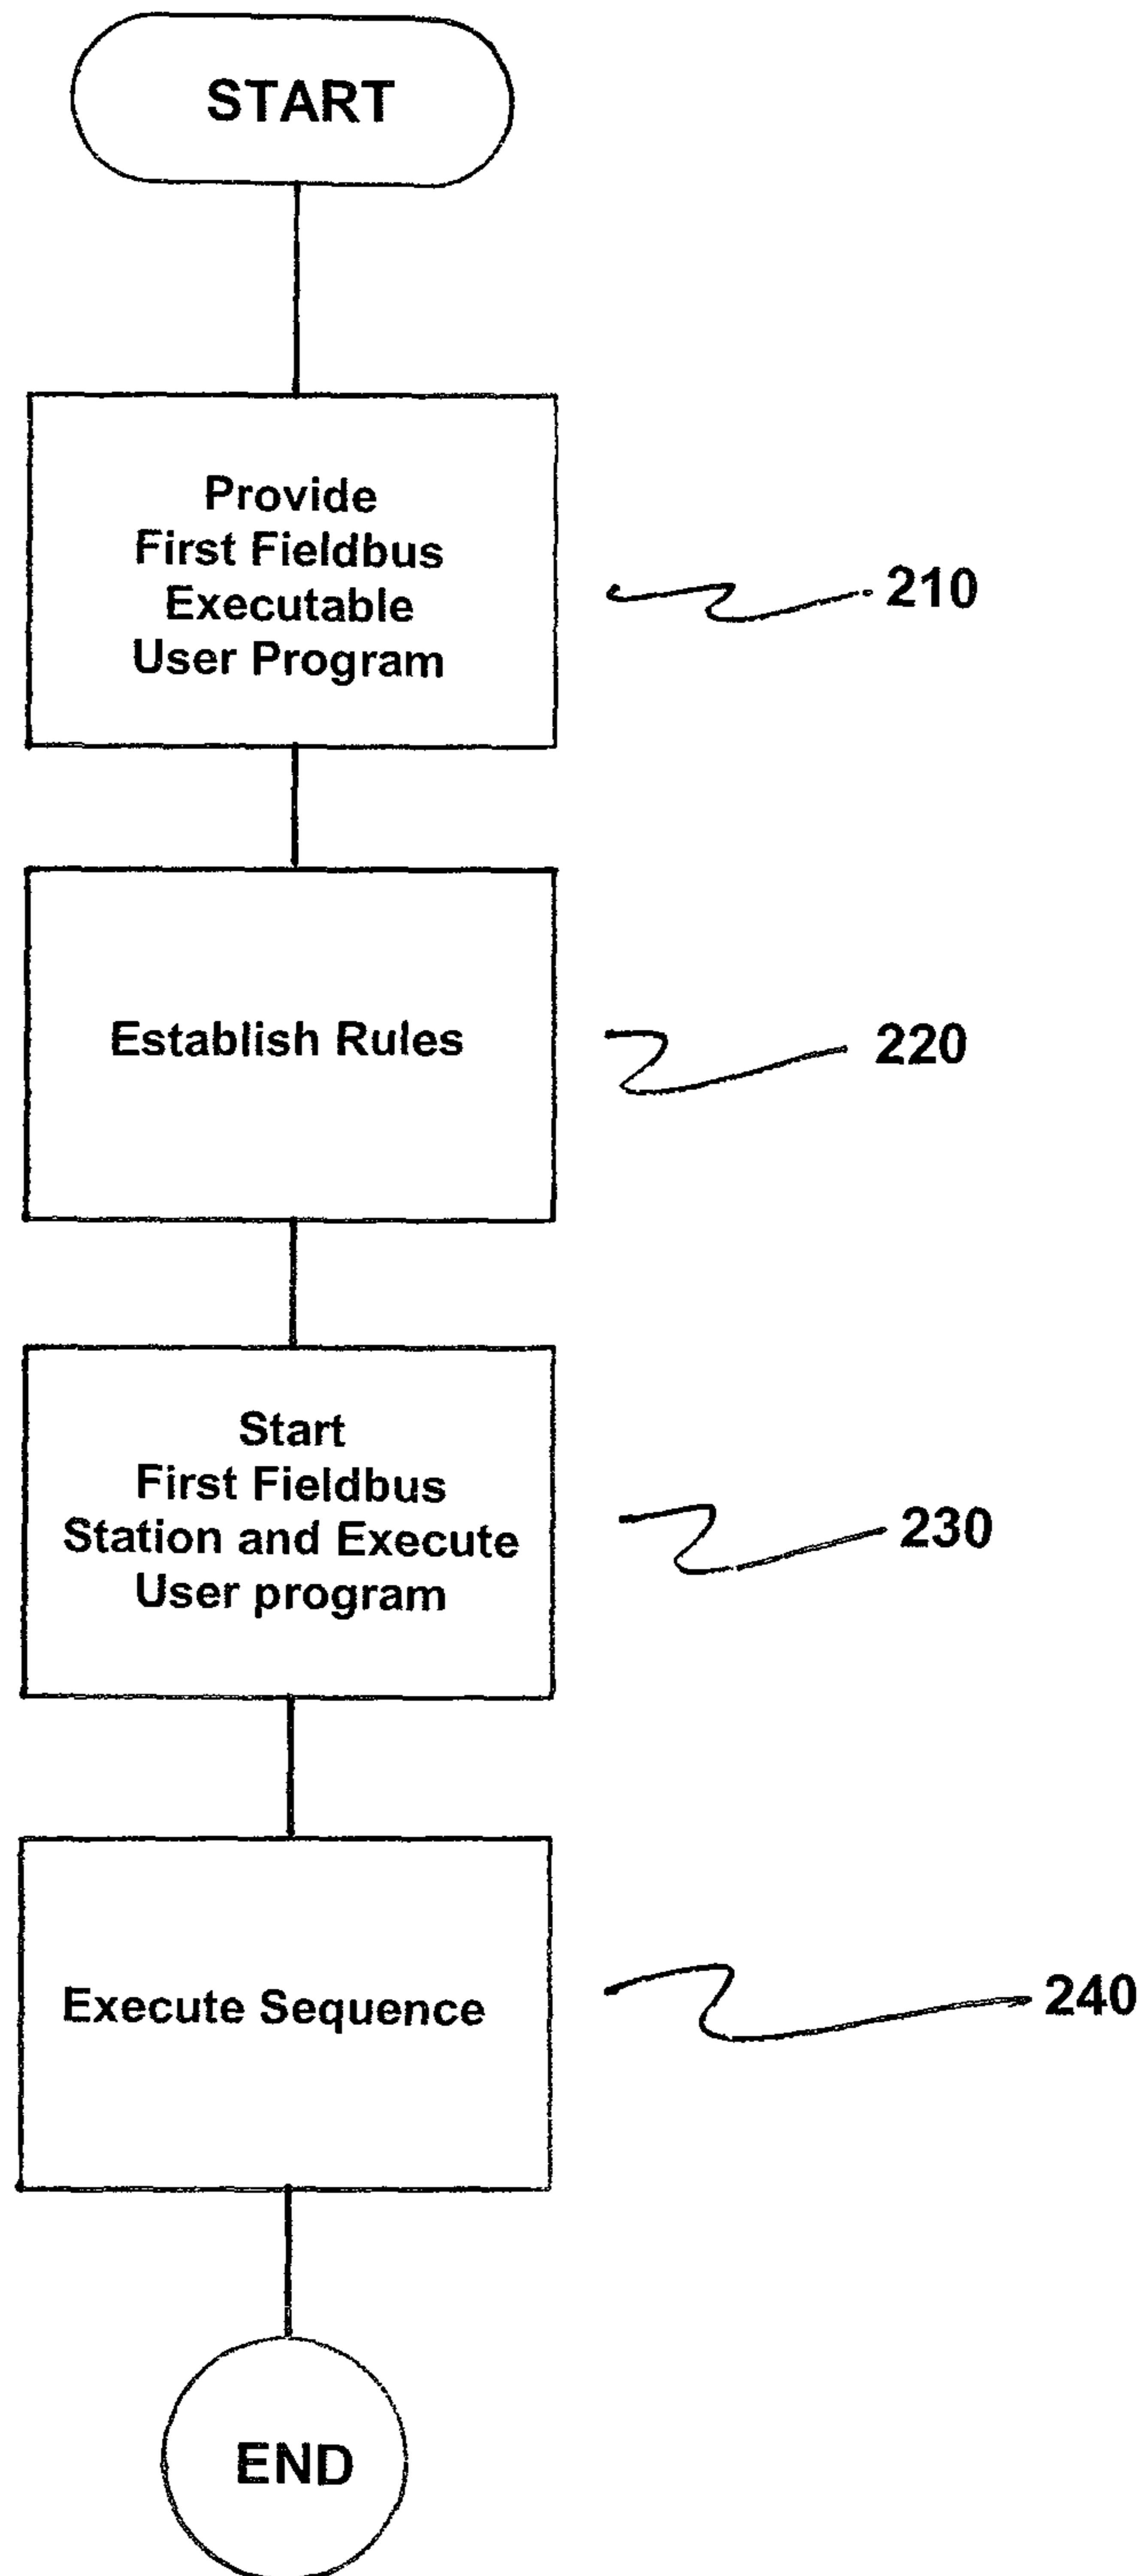 START
Provide
First Fieldbus
Executable
User Program
210
Establish Rules
220
Start
First Fieldbus
Station and Execute
User program
230
Execute Sequence
240
END